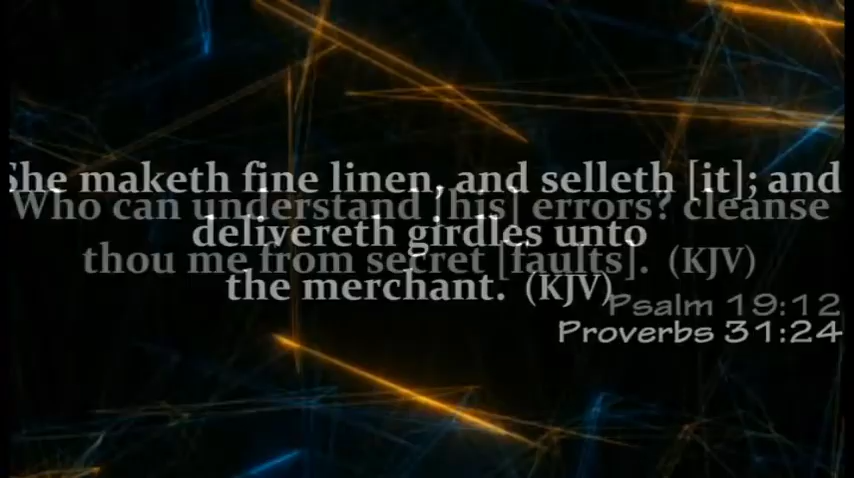 She maketh fine linen, and selleth [it]; and
Who can understand [his] errors? cleanse
delivereth girdles unto
thou me from secret [faults]. (KJV)
the merchant. (KJV)
Psalm 19:12
Proverbs 31:24